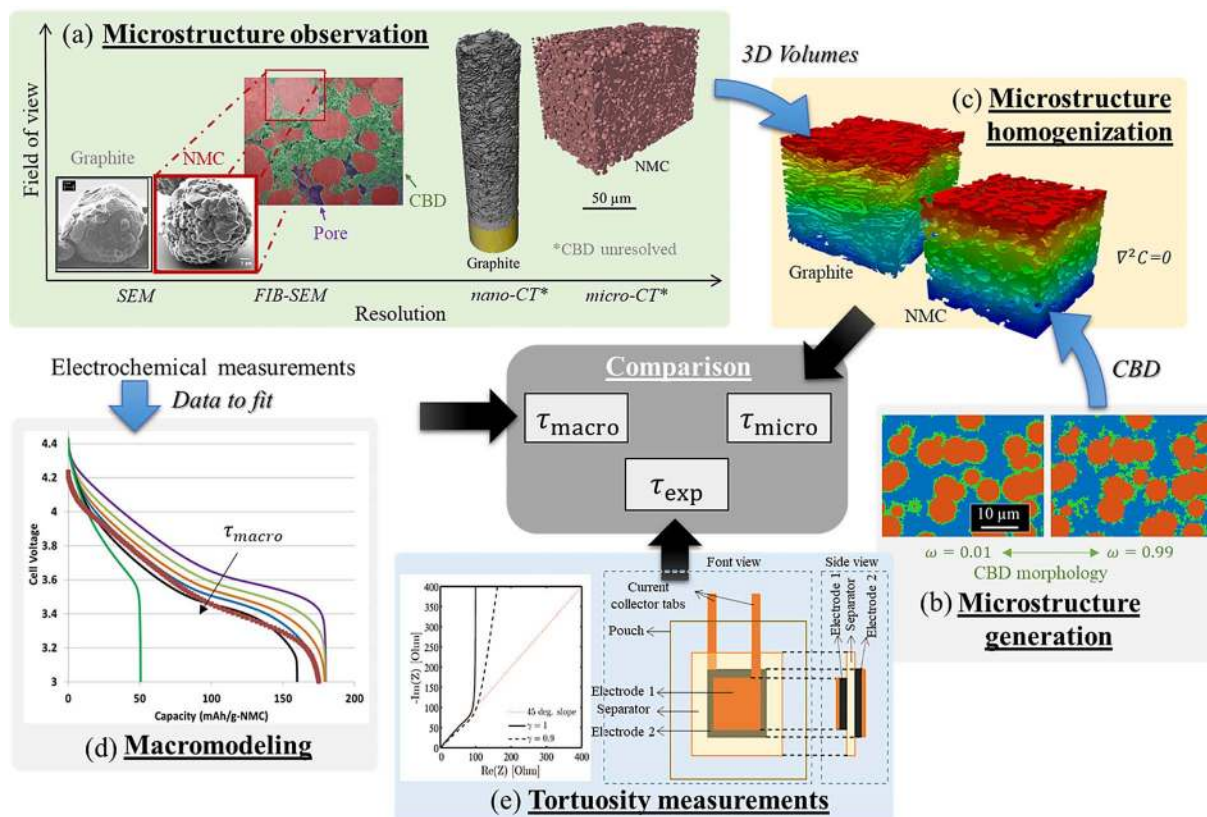 (a) Microstructure observation
Field of view
Graphite
NMC
CBD
Pore
Graphite
NMC
50 µm
*CBD unresolved
SEM
FIB-SEM
nano-CT*
micro-CT*
Resolution
3D Volumes
(c) Microstructure
homogenization
Graphite
NMC
∇²C=0
CBD
Electrochemical measurements
Data to fit
Comparison
τmacro
τmicro
τexp
4.4
4.2
4
3.8
3.6
3.4
3.2
3
Cell Voltage
τmacro
0
50
100
150
200
Capacity (mAh/g-NMC)
(d) Macromodeling
10 µm
ω = 0.01
ω = 0.99
CBD morphology
(b) Microstructure
generation
400
350
300
250
200
150
100
50
0
-Im(Z) [Ohm]
45 deg. slope
γ = 1
γ = 0.9
0
100
200
300
400
Re(Z) [Ohm]
Font view
Current
collector tabs
Pouch
Electrode 1
Separator
Electrode 2
Side view
Electrode 1
Separator
Electrode 2
(e) Tortuosity measurements